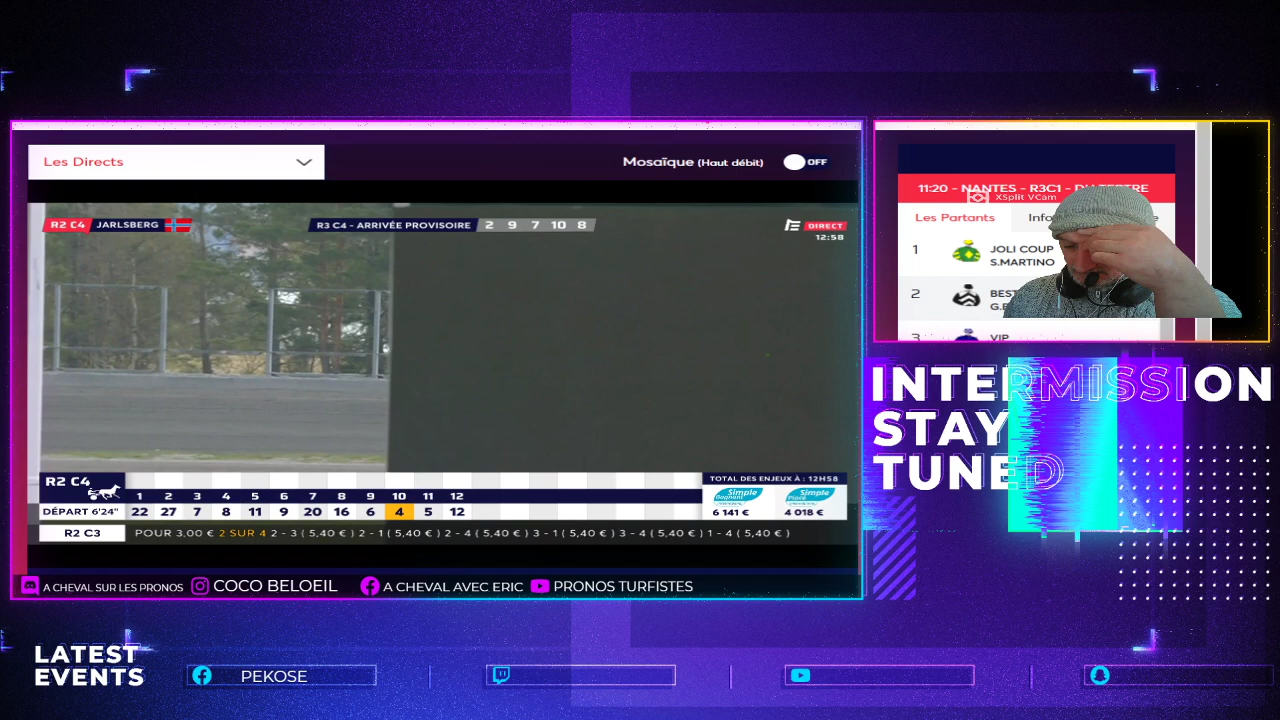 Les Directs
Mosaïque (Haut débit)
OFF
R2 C4 JARLSBERG
R3 C4 - ARRIVÉE PROVISOIRE 2 9 7 10 8
DIRECT
12:58
R2 C4
1 2 3 4 5 6 7 8 9 10 11 12
DÉPART 6'24" 22 27 7 8 11 9 20 16 6 4 5 12
TOTAL DES ENJEUX À : 12H58
Simple Gagnant Simple Placé
6 141 € 4 018 €
R2 C3 POUR 3,00 € 2 SUR 4 2 - 3 ( 5,40 € ) 2 - 1 ( 5,40 € ) 2 - 4 ( 5,40 € ) 3 - 1 ( 5,40 € ) 3 - 4 ( 5,40 € ) 1 - 4 ( 5,40 € )
A CHEVAL SUR LES PRONOS COCO BELOEIL A CHEVAL AVEC ERIC PRONOS TURFISTES
11:20 - NANTES - R3C1 -
XSplit VCam
Les Partants
1 JOLI COUP
S.MARTINO
2
3 VIP
INTERMISSION
STAY
TUNED
LATEST
EVENTS
PEKOSE